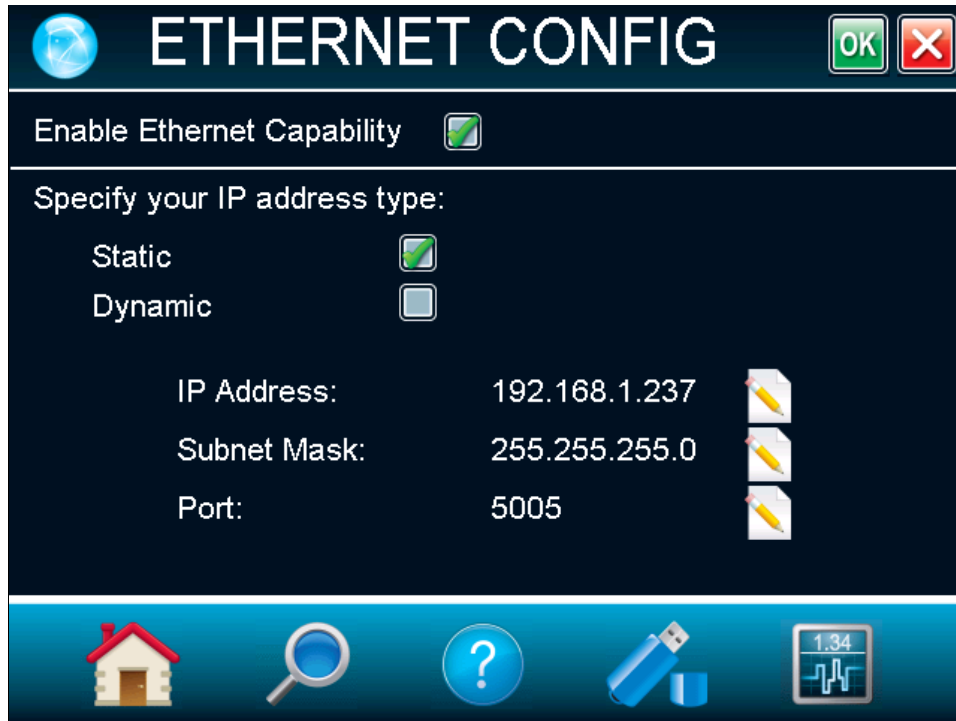 ETHERNET CONFIG
OK
Enable Ethernet Capability
Specify your IP address type:
Static
Dynamic
IP Address: 192.168.1.237
Subnet Mask: 255.255.255.0
Port: 5005
?
1.34